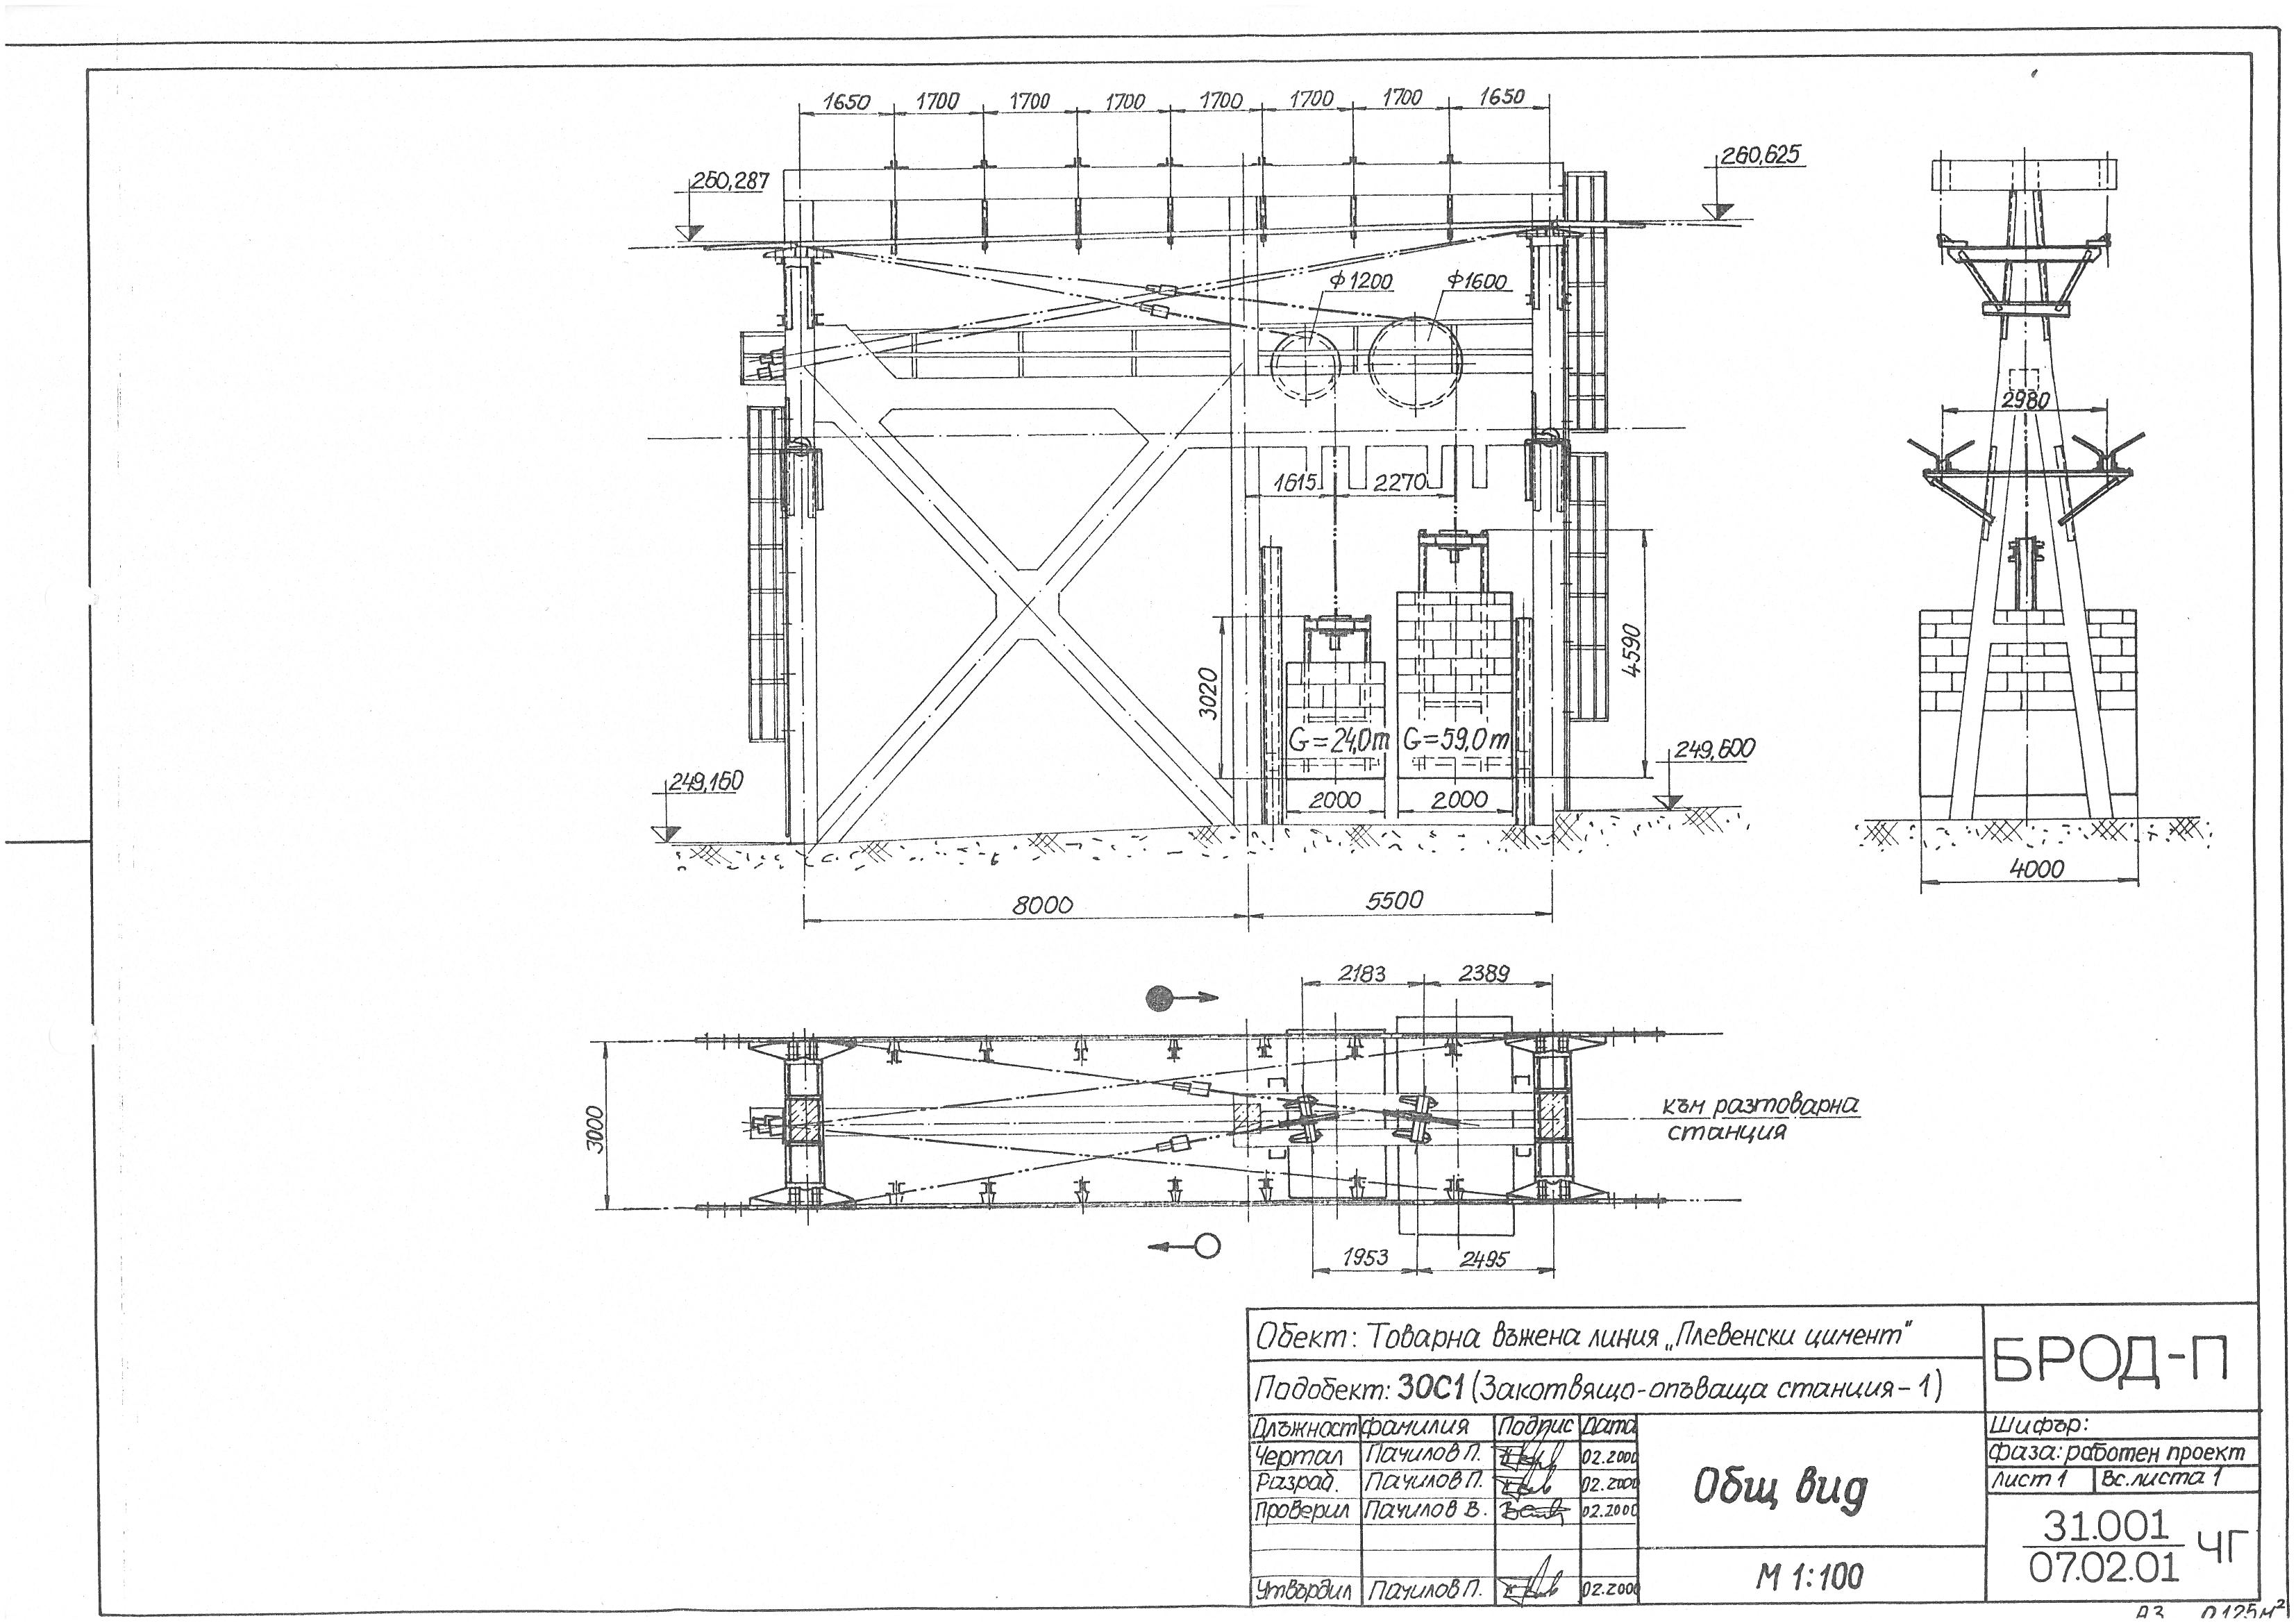 1650 1700 1700 1700 1700 1700 1700 1650
260,287
260,625
ф1200
ф1600
2980
1615
2270
4590
3020
G=24,0m
G=59,0m
249,600
249,160
2000
2000
4000
8000
5500
2183
2389
3000
към разтоварна
станция
1953
2495
Обект: Товарна въжена линия „Плевенски цимент"
Подобект: ЗОС1 (Закотвящо-опъваща станция-1)
БРОД-П
Длъжност Фамилия Подпис Дата
Чертал Пачилов П. 02.2000
Разраб. Пачилов П. 02.2000
Проверил Пачилов В. 02.2000
Утвърдил Пачилов П. 02.2000
Общ вид
М 1:100
Шифър:
Фаза: работен проект
Лист 1 Вс. листа 1
31.001
07.02.01 ЧГ
А3 0,125м²